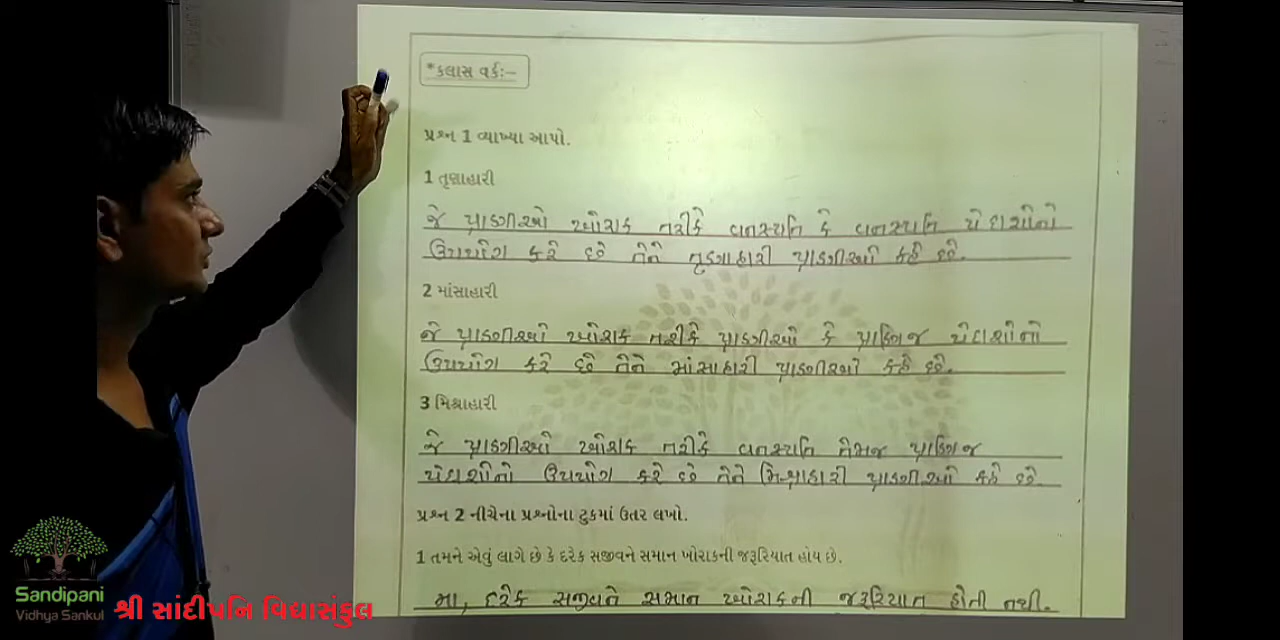 *કલાસ વર્કઃ–
પ્રશ્ન 1 વ્યાખ્યા આપો.
1 તૃણાહારી
જે પ્રાણીઓ ખોરાક તરીકે વનસ્પતિ કે વનસ્પતિ પેદાશોનો
ઉપયોગ કરે છે તેને તૃણાહારી પ્રાણીઓ કહે છે.
2 માંસાહારી
જે પ્રાણીઓ ખોરાક તરીકે પ્રાણીઓ કે પ્રાણિજ પેદાશોનો
ઉપયોગ કરે છે તેને માંસાહારી પ્રાણીઓ કહે છે.
3 મિશ્રાહારી
જે પ્રાણીઓ ખોરાક તરીકે વનસ્પતિ તેમજ પ્રાણિજ
પેદાશોનો ઉપયોગ કરે છે તેને મિશ્રાહારી પ્રાણીઓ કહે છે.
પ્રશ્ન 2 નીચેના પ્રશ્નોના ટુકમાં ઉતર લખો.
1 તમને એવું લાગે છે કે દરેક સજીવને સમાન ખોરાકની જરૂરિયાત હોય છે.
ના, દરેક સજીવને સમાન ખોરાકની જરૂરિયાત હોતી નથી.
Sandipani
Vidhya Sankul
શ્રી સાંદીપનિ વિદ્યાસંકુલ